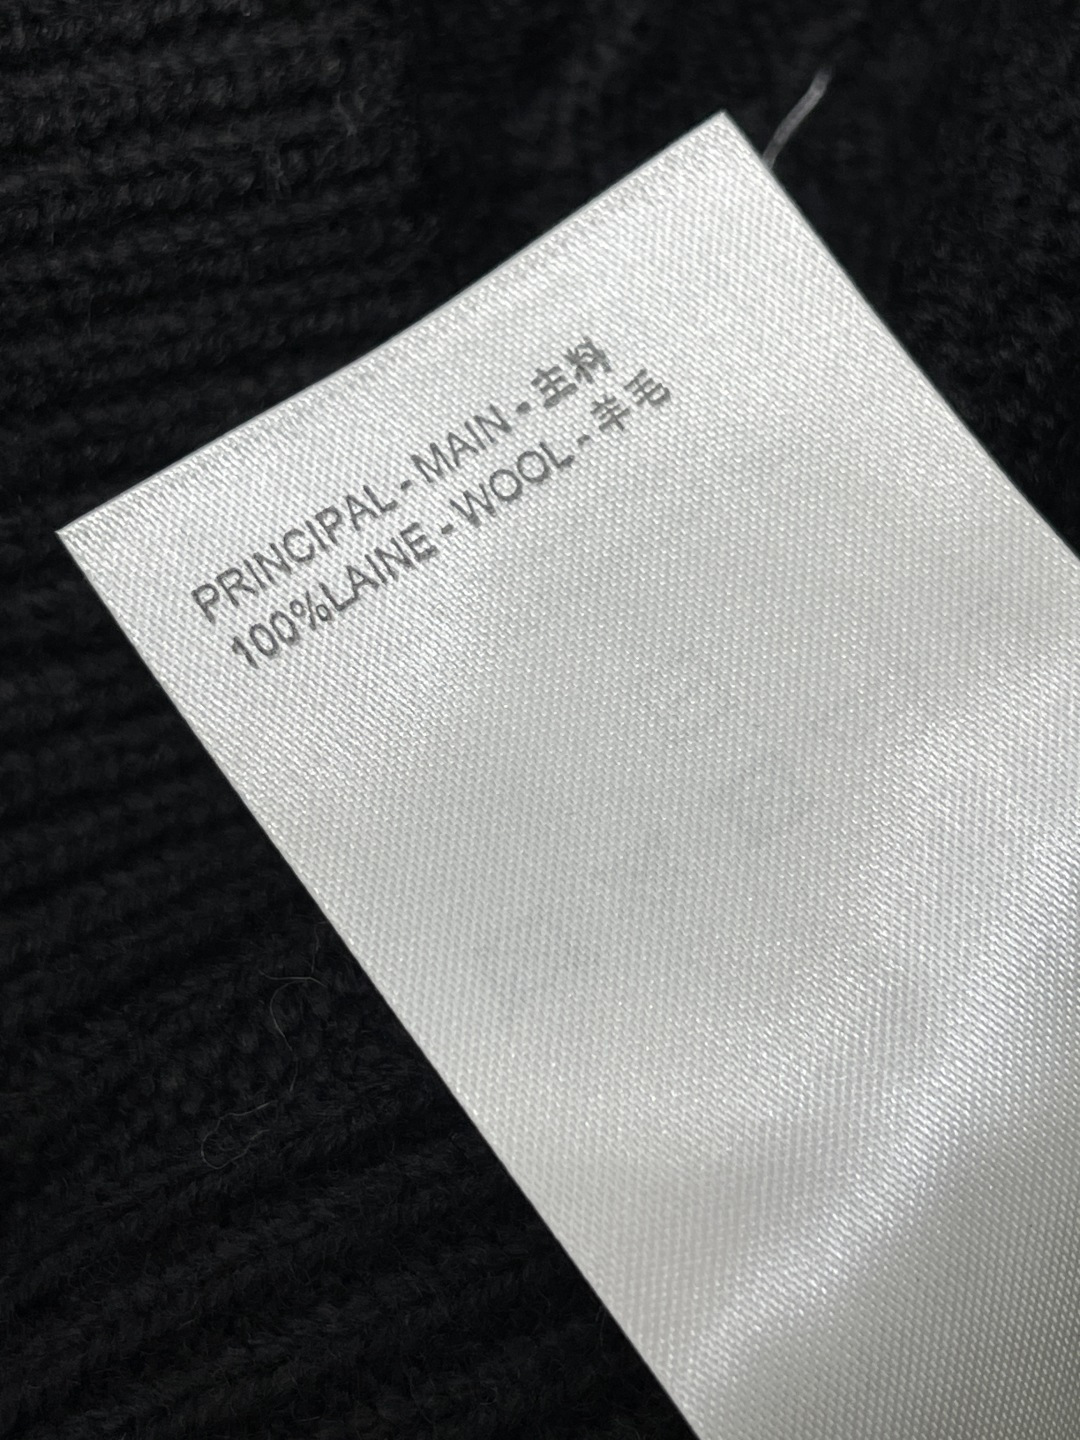 PRINCIPAL - MAIN - 主料
100%LAINE - WOOL - 羊毛